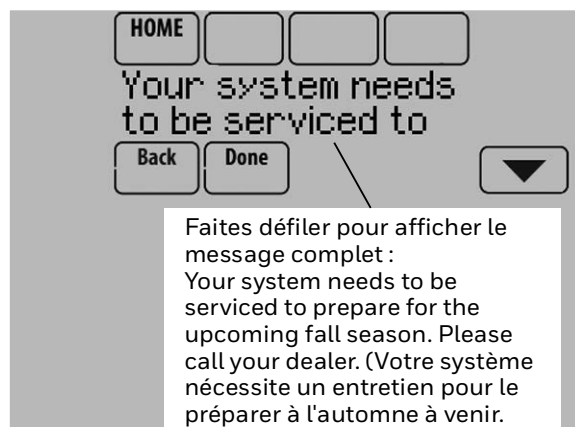 HOME
Your system needs
to be serviced to
Back Done
Faites défiler pour afficher le
message complet :
Your system needs to be
serviced to prepare for the
upcoming fall season. Please
call your dealer. (Votre système
nécessite un entretien pour le
préparer à l'automne à venir.